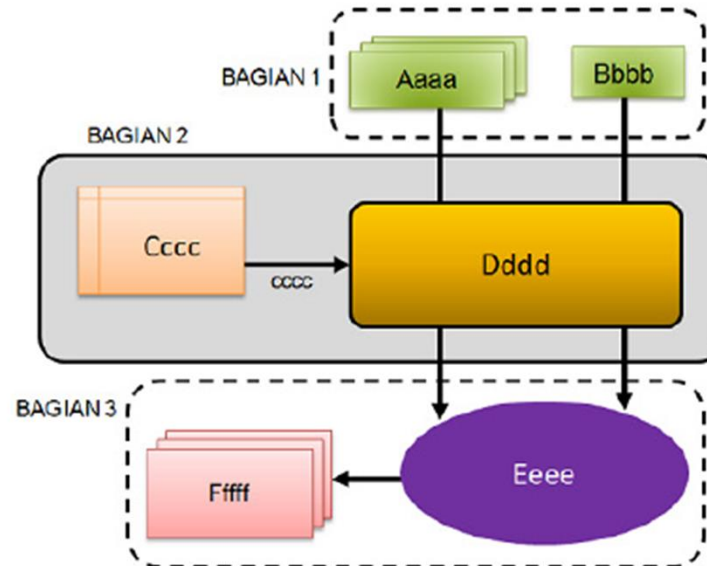 BAGIAN 1
Aaaa
Bbbb
BAGIAN 2
Cccc
cccc
Dddd
BAGIAN 3
Fffff
Eeee